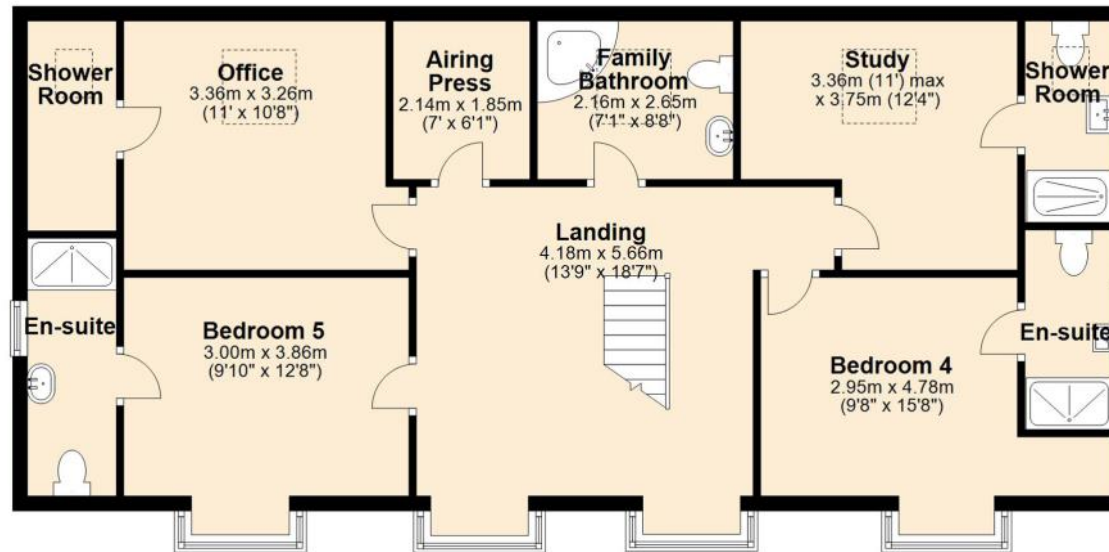 Shower
Room
Office
3.36m x 3.26m
(11' x 10'8")
Airing
Press
2.14m x 1.85m
(7' x 6'1")
Family
Bathroom
2.16m x 2.65m
(7'1" x 8'8")
Study
3.36m (11') max
x 3.75m (12'4")
Shower
Room
Landing
4.18m x 5.66m
(13'9" x 18'7")
En-suite
Bedroom 5
3.00m x 3.86m
(9'10" x 12'8")
Bedroom 4
2.95m x 4.78m
(9'8" x 15'8")
En-suite